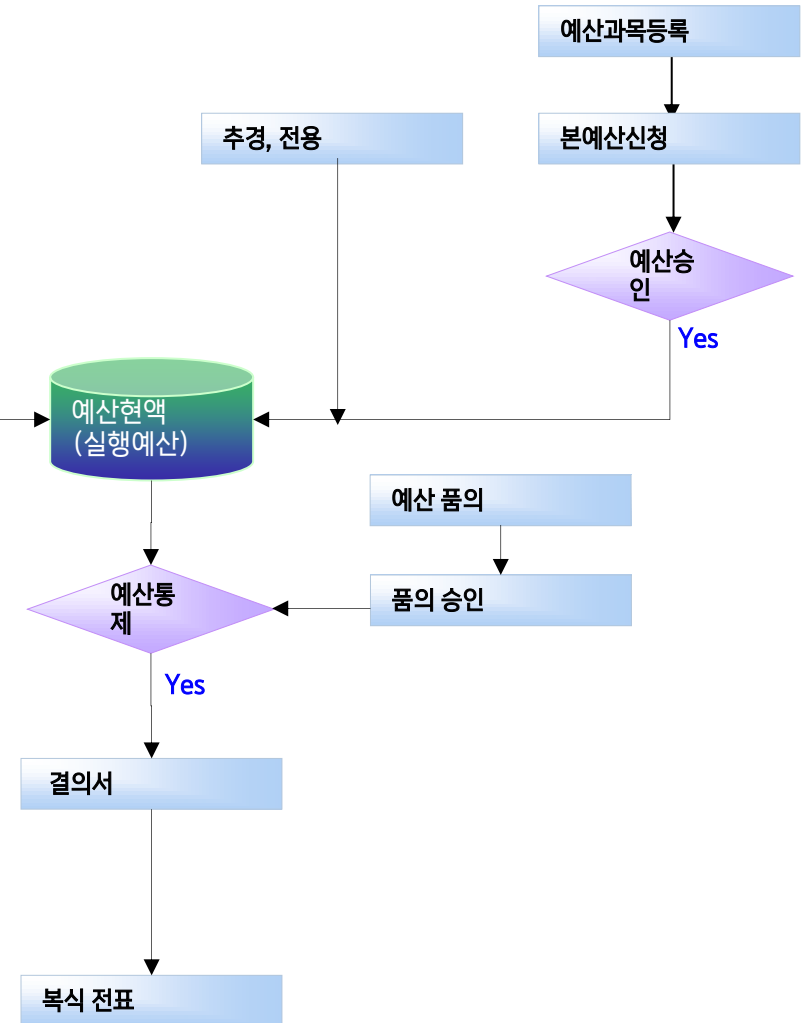 예산과목등록
추경, 전용
본예산신청
예산승
인
Yes
예산현액
(실행예산)
예산 품의
예산통
제
품의 승인
Yes
결의서
복식 전표